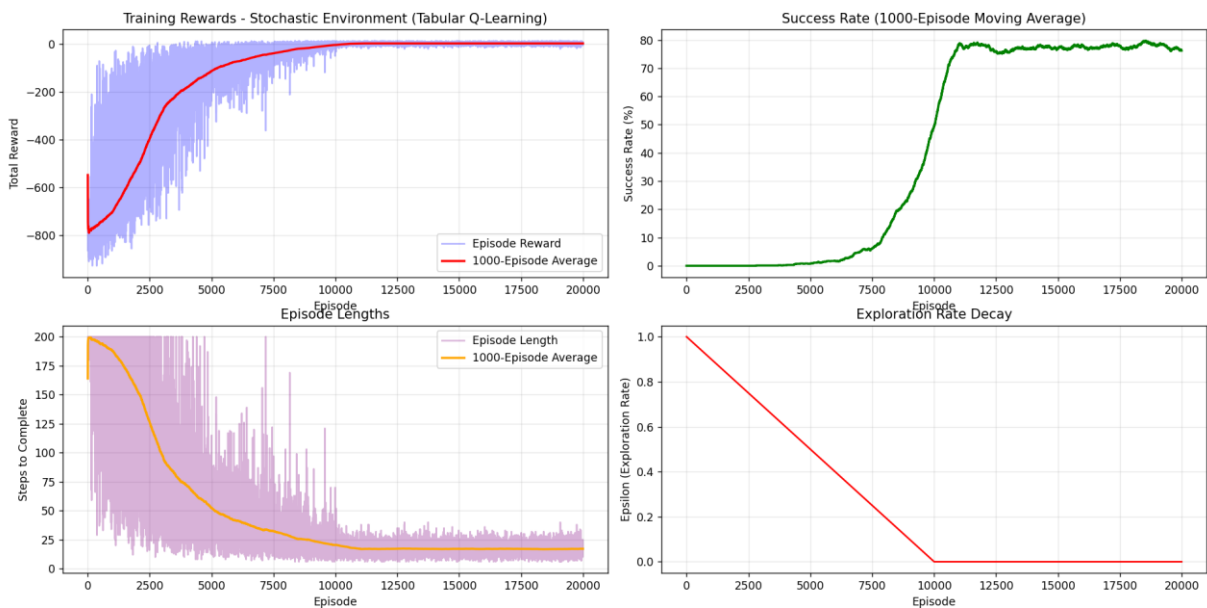 Training Rewards - Stochastic Environment (Tabular Q-Learning)
Total Reward
0
−200
−400
−600
−800
Episode Reward
1000-Episode Average
0 2500 5000 7500 10000 12500 15000 17500 20000
Episode
Success Rate (1000-Episode Moving Average)
Success Rate (%)
80
70
60
50
40
30
20
10
0
0 2500 5000 7500 10000 12500 15000 17500 20000
Episode
Episode Lengths
Steps to Complete
200
175
150
125
100
75
50
25
0
Episode Length
1000-Episode Average
0 2500 5000 7500 10000 12500 15000 17500 20000
Episode
Exploration Rate Decay
Epsilon (Exploration Rate)
1.0
0.8
0.6
0.4
0.2
0.0
0 2500 5000 7500 10000 12500 15000 17500 20000
Episode